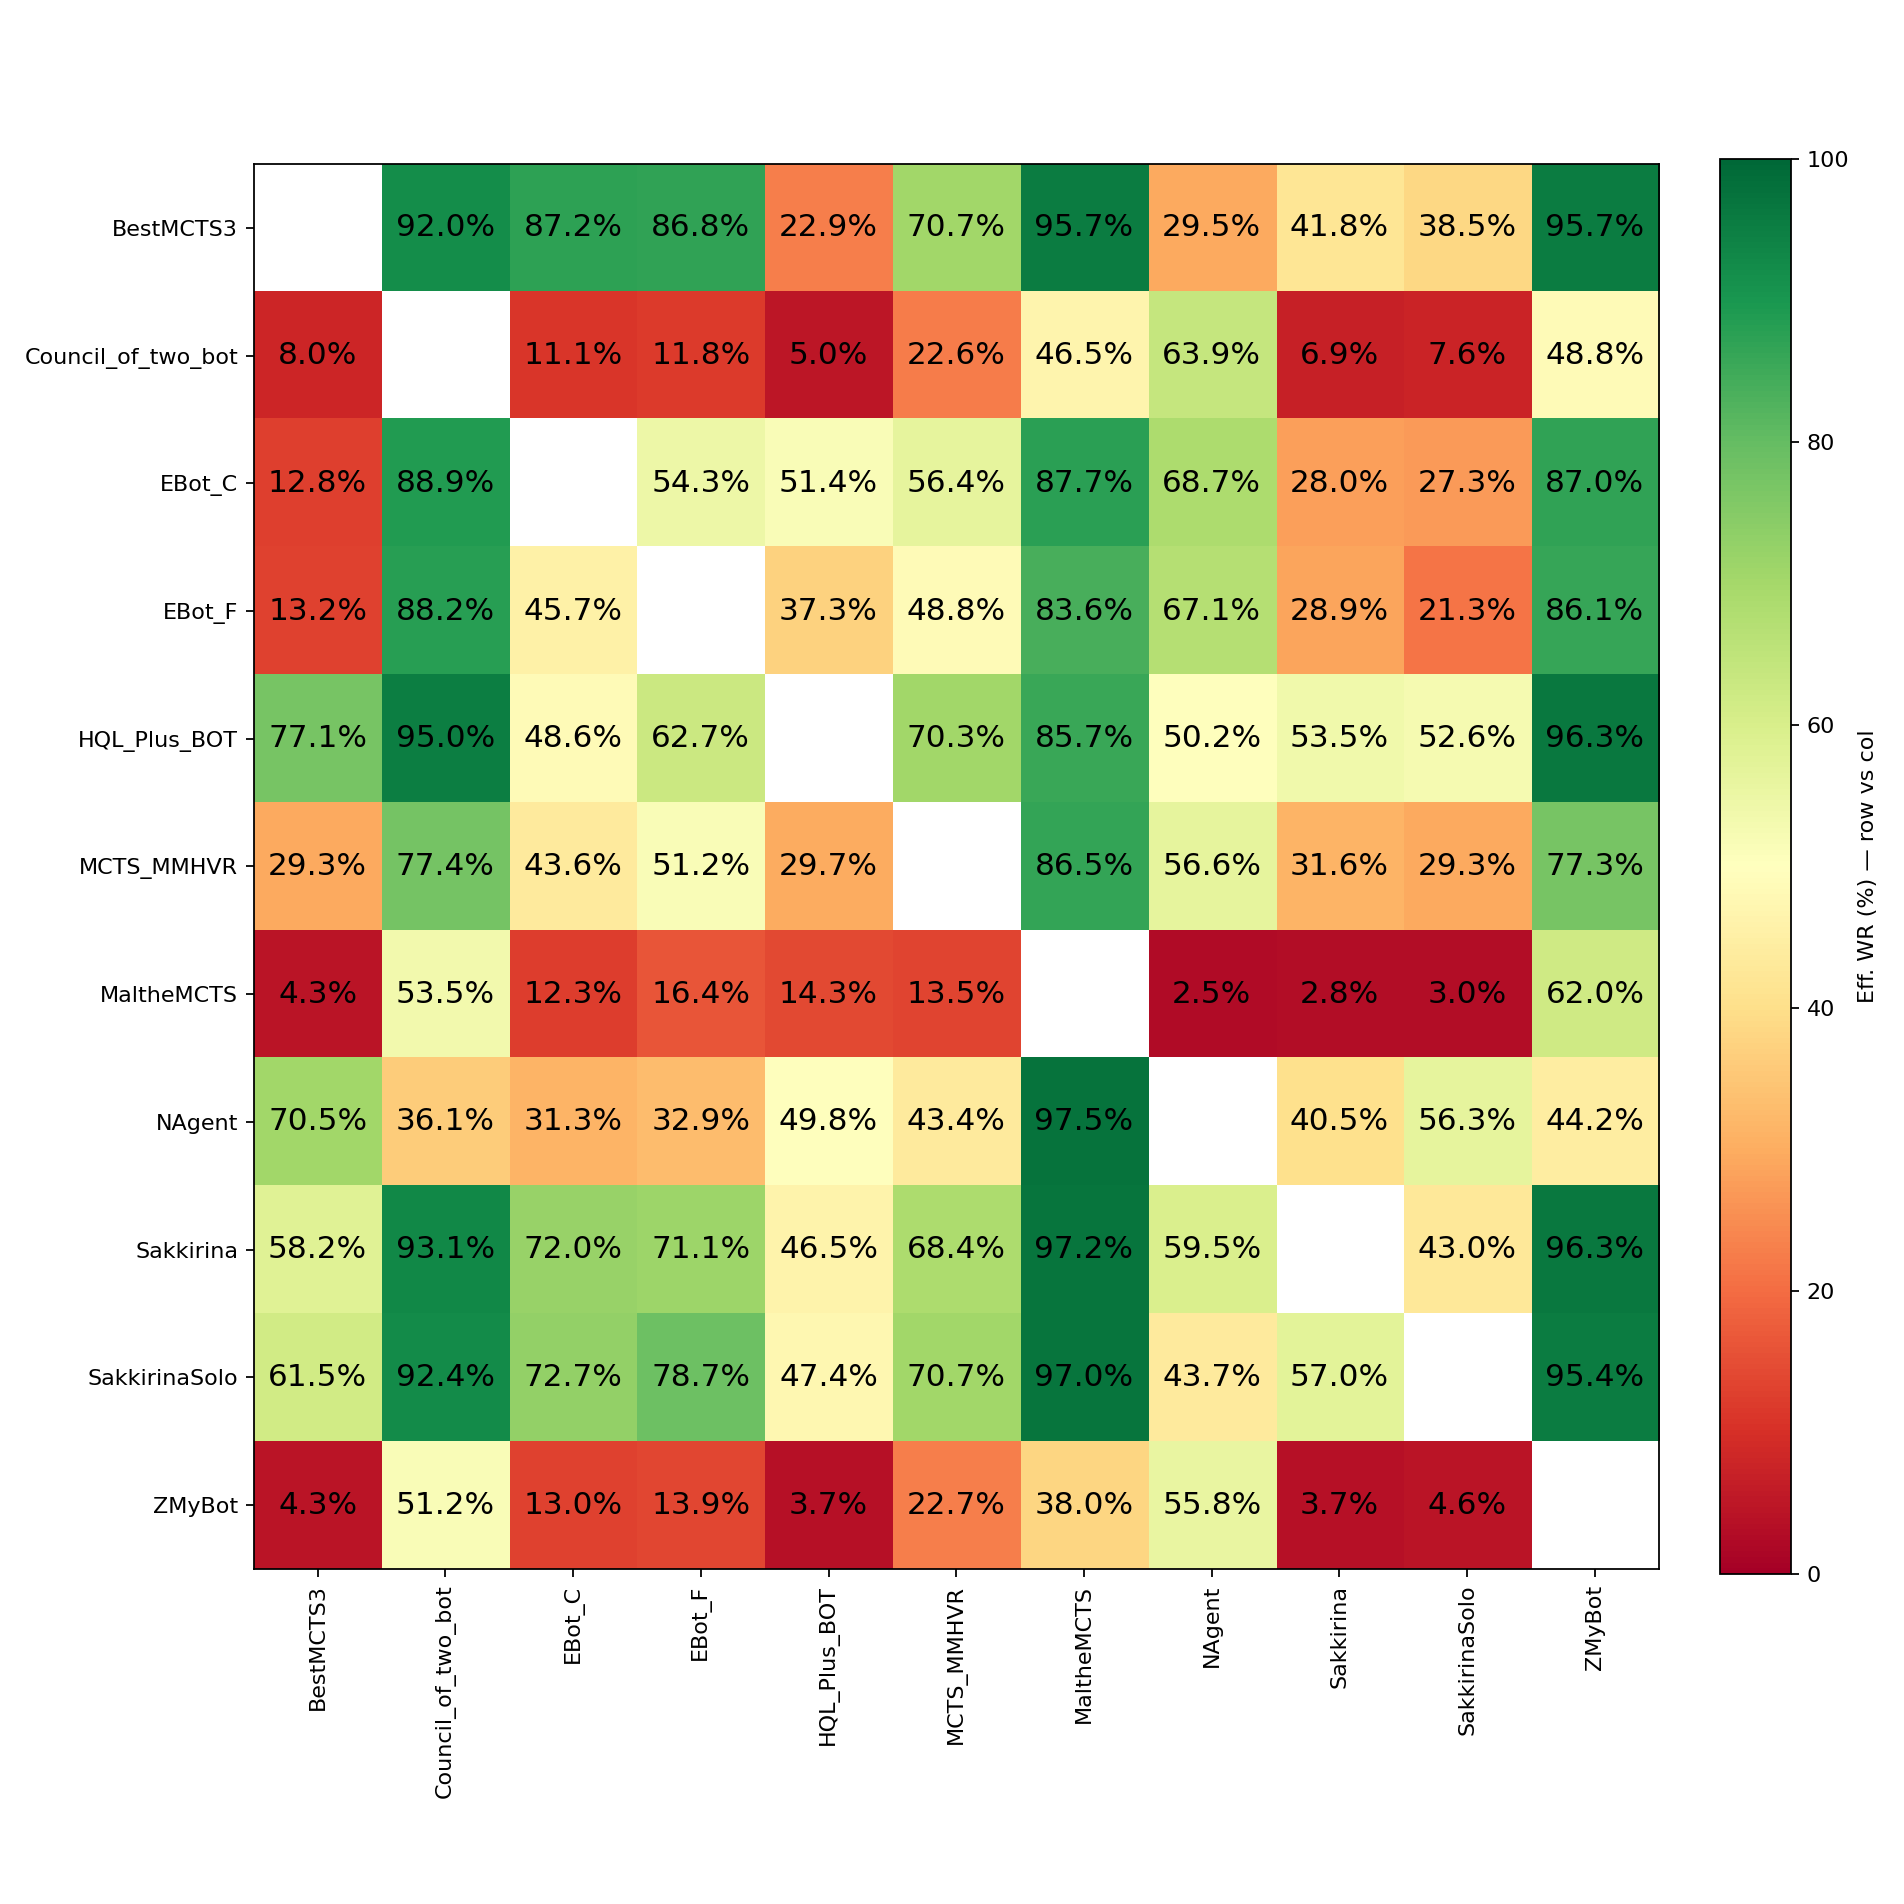 BestMCTS3 92.0% 87.2% 86.8% 22.9% 70.7% 95.7% 29.5% 41.8% 38.5% 95.7%
Council_of_two_bot 8.0% 11.1% 11.8% 5.0% 22.6% 46.5% 63.9% 6.9% 7.6% 48.8%
EBot_C 12.8% 88.9% 54.3% 51.4% 56.4% 87.7% 68.7% 28.0% 27.3% 87.0%
EBot_F 13.2% 88.2% 45.7% 37.3% 48.8% 83.6% 67.1% 28.9% 21.3% 86.1%
HQL_Plus_BOT 77.1% 95.0% 48.6% 62.7% 70.3% 85.7% 50.2% 53.5% 52.6% 96.3%
MCTS_MMHVR 29.3% 77.4% 43.6% 51.2% 29.7% 86.5% 56.6% 31.6% 29.3% 77.3%
MaltheMCTS 4.3% 53.5% 12.3% 16.4% 14.3% 13.5% 2.5% 2.8% 3.0% 62.0%
NAgent 70.5% 36.1% 31.3% 32.9% 49.8% 43.4% 97.5% 40.5% 56.3% 44.2%
Sakkirina 58.2% 93.1% 72.0% 71.1% 46.5% 68.4% 97.2% 59.5% 43.0% 96.3%
SakkirinaSolo 61.5% 92.4% 72.7% 78.7% 47.4% 70.7% 97.0% 43.7% 57.0% 95.4%
ZMyBot 4.3% 51.2% 13.0% 13.9% 3.7% 22.7% 38.0% 55.8% 3.7% 4.6%
BestMCTS3
Council_of_two_bot
EBot_C
EBot_F
HQL_Plus_BOT
MCTS_MMHVR
MaltheMCTS
NAgent
Sakkirina
SakkirinaSolo
ZMyBot
100
80
60
40
20
0
Eff. WR (%) — row vs col